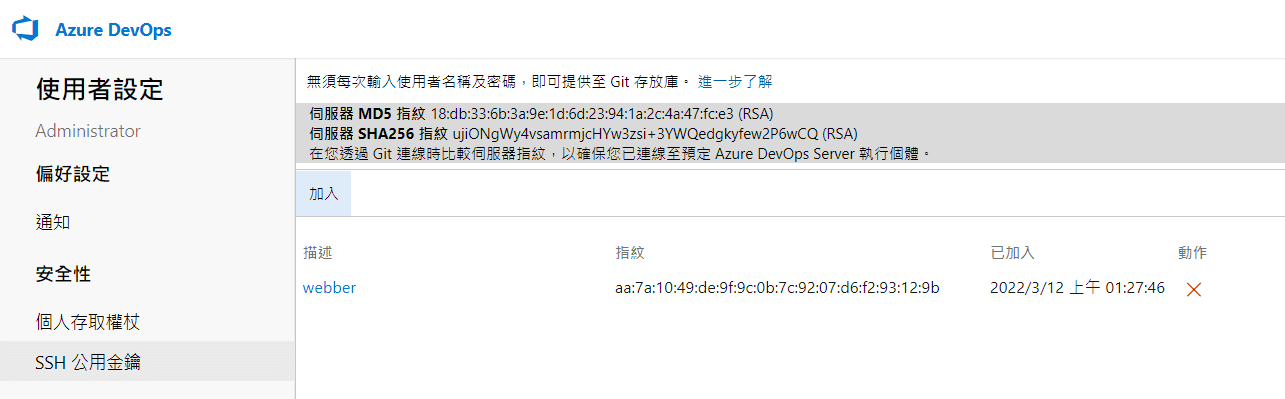 Azure DevOps
使用者設定
Administrator
偏好設定
通知
安全性
個人存取權杖
SSH 公用金鑰
無須每次輸入使用者名稱及密碼，即可提供至 Git 存放庫。 進一步了解
伺服器 MD5 指紋 18:db:33:6b:3a:9e:1d:6d:23:94:1a:2c:4a:47:fc:e3 (RSA)
伺服器 SHA256 指紋 ujiONgWy4vsamrmjcHYw3zsi+3YWQedgkyfew2P6wCQ (RSA)
在您透過 Git 連線時比較伺服器指紋，以確保您已連線至預定 Azure DevOps Server 執行個體。
加入
描述 指紋 已加入 動作
webber aa:7a:10:49:de:9f:9c:0b:7c:92:07:d6:f2:93:12:9b 2022/3/12 上午 01:27:46